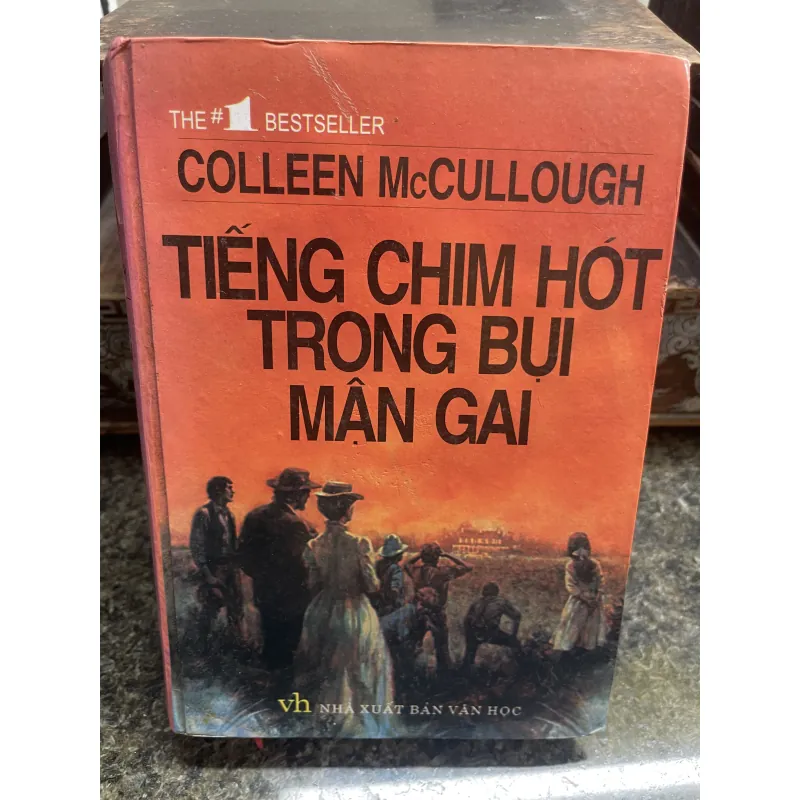 THE #1 BESTSELLER
COLLEEN McCULLOUGH
TIẾNG CHIM HÓT
TRONG BỤI
MẬN GAI
vh NHÀ XUẤT BẢN VĂN HỌC